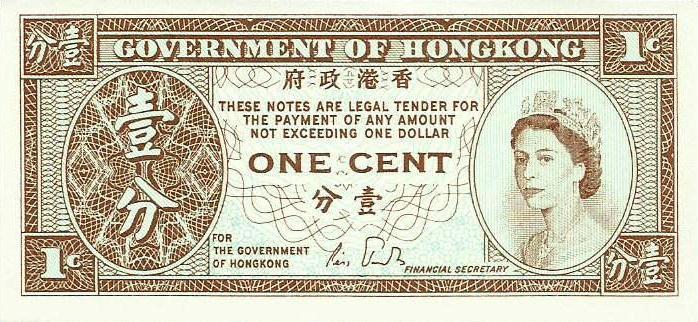 分壹
GOVERNMENT OF HONGKONG
1¢
府政港香
THESE NOTES ARE LEGAL TENDER FOR
THE PAYMENT OF ANY AMOUNT
NOT EXCEEDING ONE DOLLAR
ONE CENT
分壹
壹
分
FOR
THE GOVERNMENT
OF HONGKONG
FINANCIAL SECRETARY
1¢
分壹